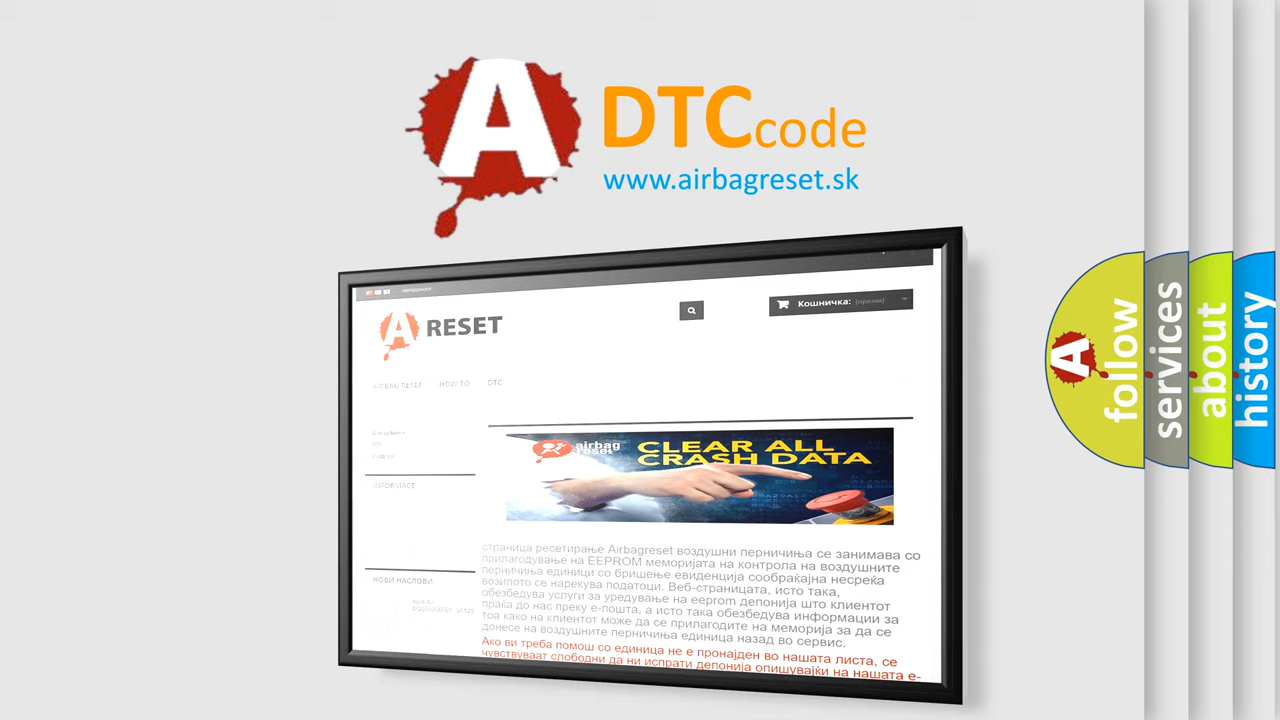 A
DTC code
www.airbagreset.sk
A RESET
Кошничка: (празна)
AIRBAG RESET HOW TO DTC
INFORMACE
airbag
reset
CLEAR ALL
CRASH DATA
страница ресетирање Airbagreset воздушни перничиња се занимава со
прилагодување на EEPROM меморијата на контрола на воздушните
перничиња единици со бришење евиденција сообраќајна несреќа
возилото се нарекува податоци. Веб-страницата, исто така,
обезбедува услуги за уредување на eeprom депонија што клиентот
праќа до нас преку е-пошта, а исто така обезбедува информации за
тоа како на клиентот може да се прилагодите на меморија за да се
донесе на воздушните перничиња единица назад во сервис.
Ако ви треба помош со единица не е пронајден во нашата листа, се
чувствуваат слободни да ни испрати депонија опишувајќи на нашата е-
НОВИ НАСЛОВИ
A
follow
services
about
history